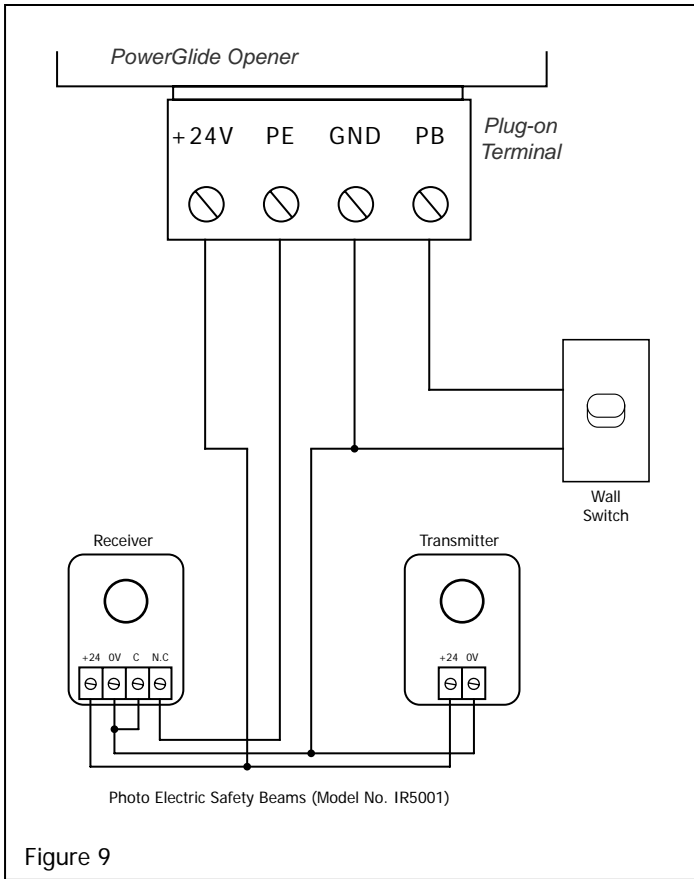 PowerGlide Opener
+24V PE GND PB
Plug-on
Terminal
Wall
Switch
Receiver
Transmitter
+24 0V C N.C
+24 0V
Photo Electric Safety Beams (Model No. IR5001)
Figure 9